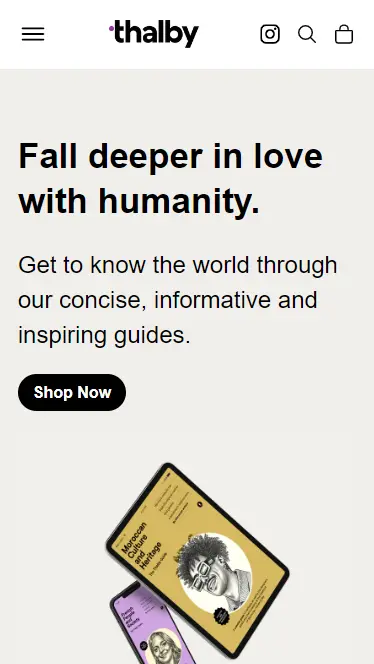 thalby
Fall deeper in love
with humanity.
Get to know the world through
our concise, informative and
inspiring guides.
Shop Now
Moroccan
Culture
and
Heritage